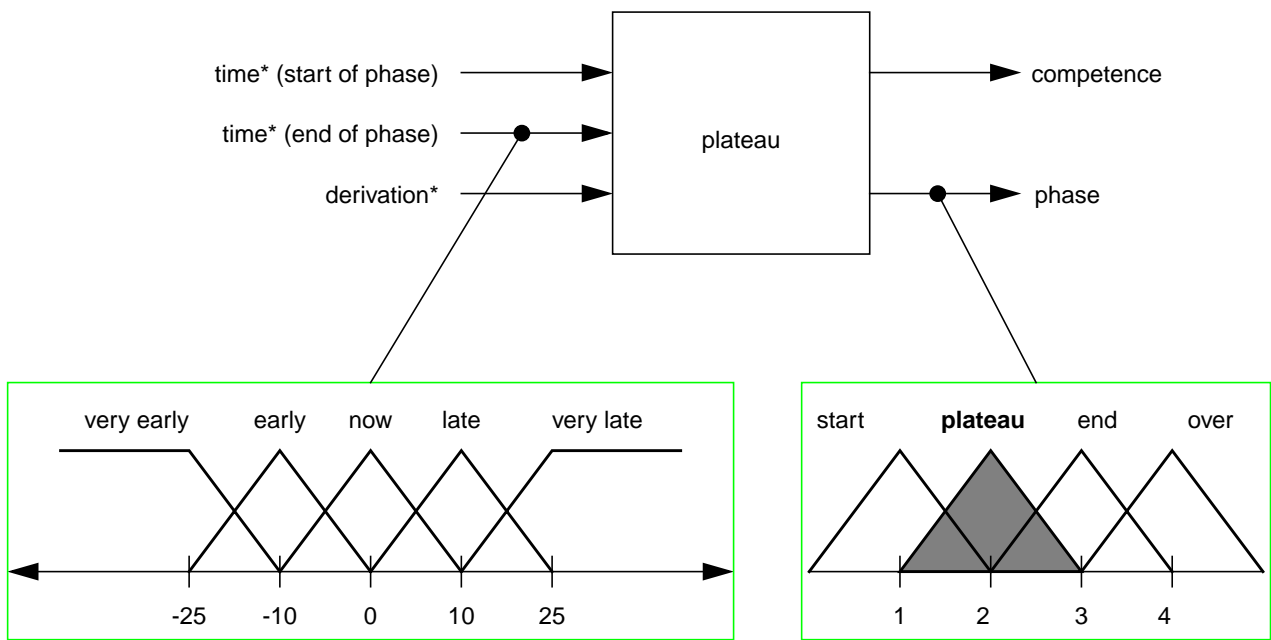 time* (start of phase)
competence
time* (end of phase)
plateau
derivation*
phase
very early early now late very late
-25 -10 0 10 25
start plateau end over
1 2 3 4